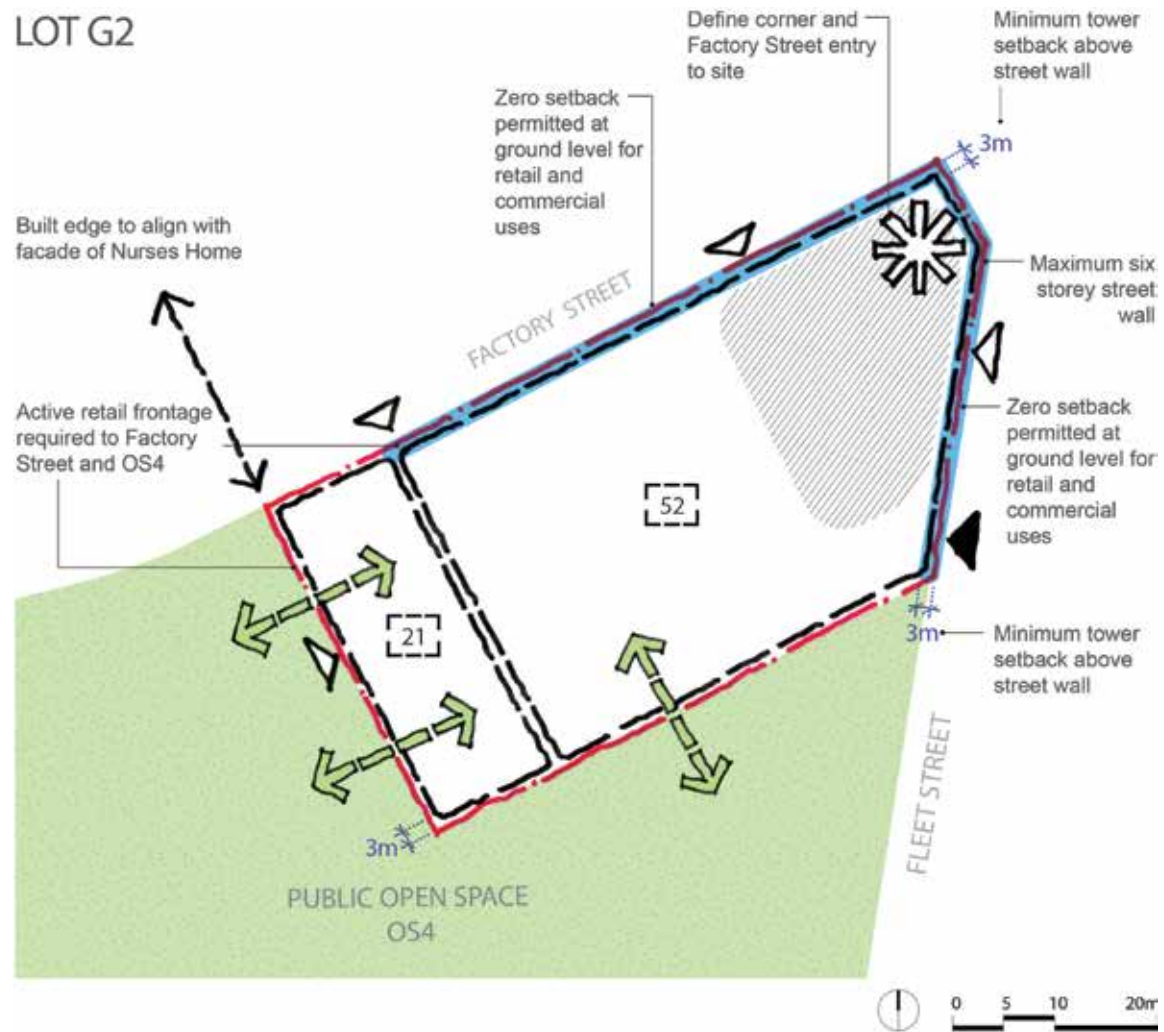 LOT G2
Define corner and
Factory Street entry
to site
Minimum tower
setback above
street wall
Zero setback
permitted at
ground level for
retail and
commercial
uses
3m
Built edge to align with
facade of Nurses Home
Maximum six
storey street
wall
FACTORY STREET
Active retail frontage
required to Factory
Street and OS4
Zero setback
permitted at
ground level for
retail and
commercial
uses
52
21
3m
Minimum tower
setback above
street wall
3m
FLEET STREET
PUBLIC OPEN SPACE
OS4
0 5 10 20m